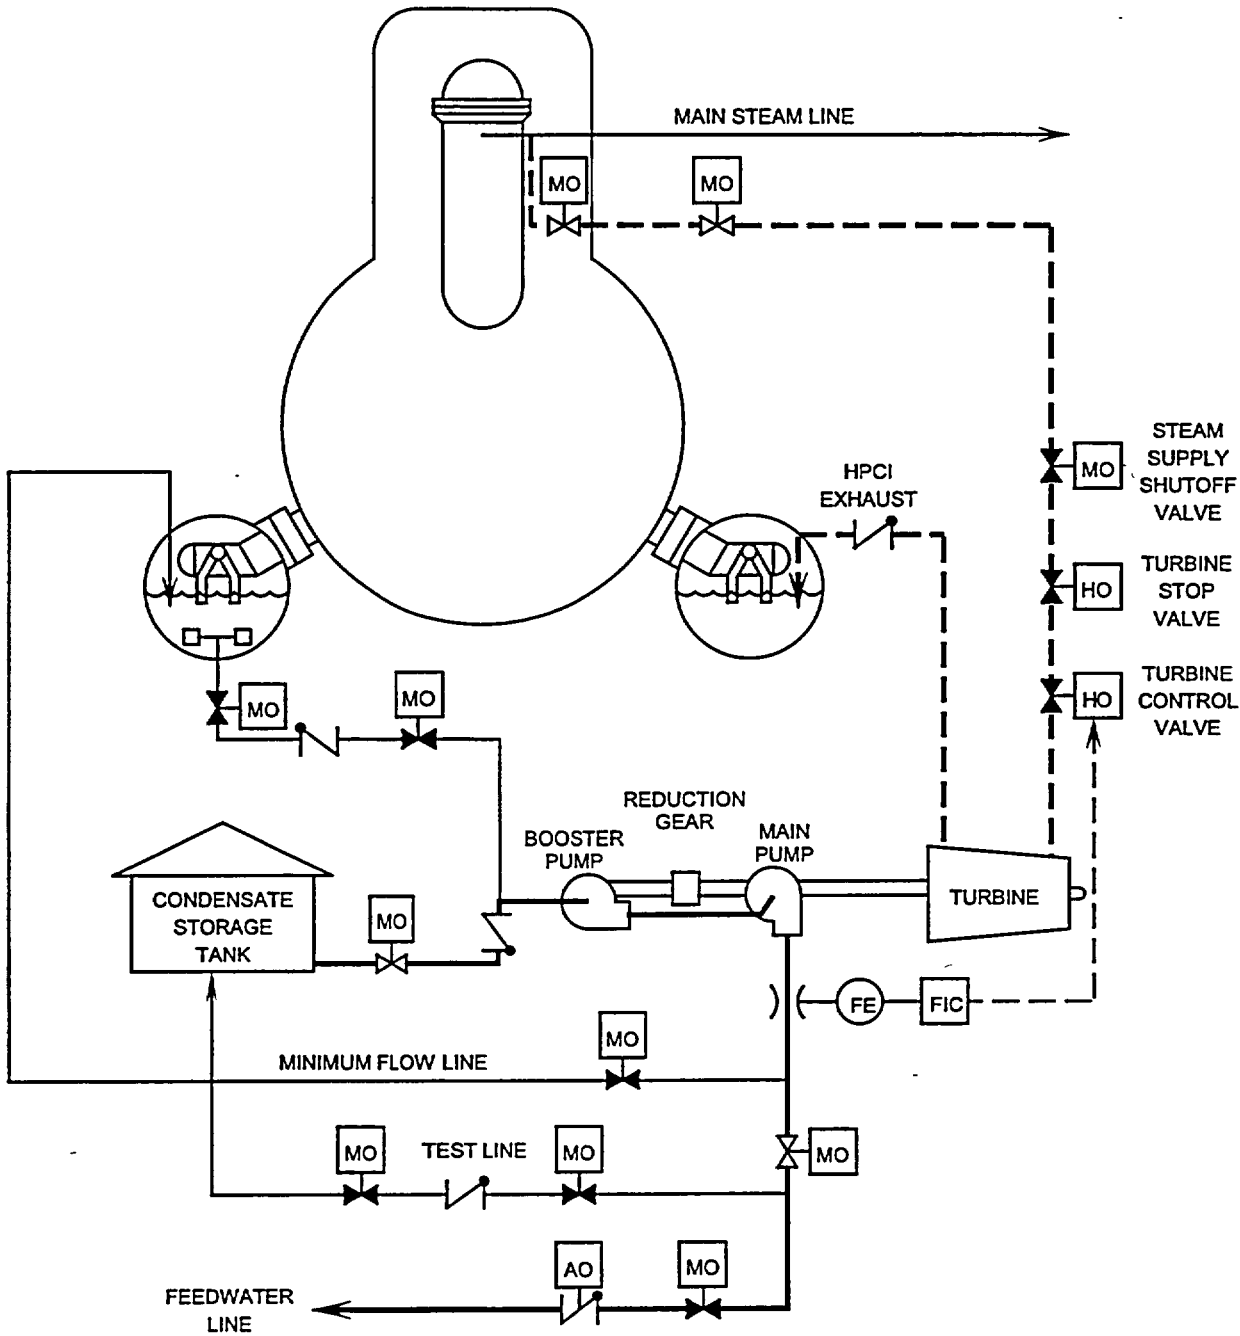 MAIN STEAM LINE
MO
MO
STEAM
SUPPLY
SHUTOFF
VALVE
MO
HPCI
EXHAUST
TURBINE
STOP
VALVE
HO
TURBINE
CONTROL
VALVE
HO
MO
MO
REDUCTION
GEAR
BOOSTER
PUMP
MAIN
PUMP
TURBINE
CONDENSATE
STORAGE
TANK
MO
FE
FIC
MO
MINIMUM FLOW LINE
MO
MO
TEST LINE
MO
AO
MO
FEEDWATER
LINE